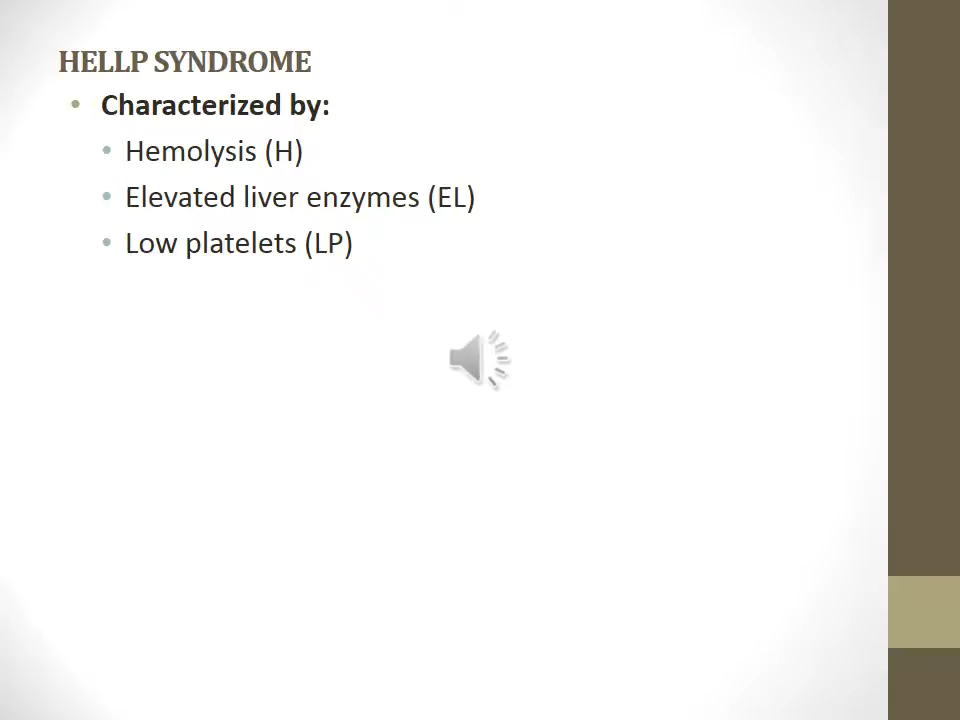 HELLP SYNDROME
• Characterized by:
• Hemolysis (H)
• Elevated liver enzymes (EL)
• Low platelets (LP)